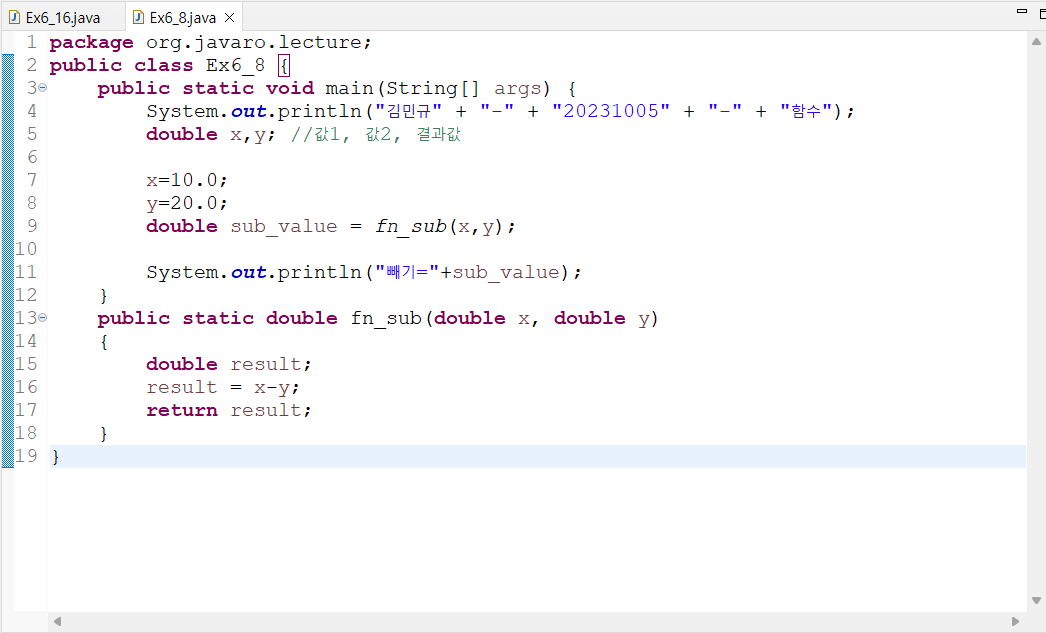 Ex6_16.java Ex6_8.java
1 package org.javaro.lecture;
2 public class Ex6_8 {
3 public static void main(String[] args) {
4 System.out.println("김민규" + "-" + "20231005" + "-" + "함수");
5 double x,y; //값1, 값2, 결과값
6
7 x=10.0;
8 y=20.0;
9 double sub_value = fn_sub(x,y);
10
11 System.out.println("빼기="+sub_value);
12 }
13 public static double fn_sub(double x, double y)
14 {
15 double result;
16 result = x-y;
17 return result;
18 }
19 }